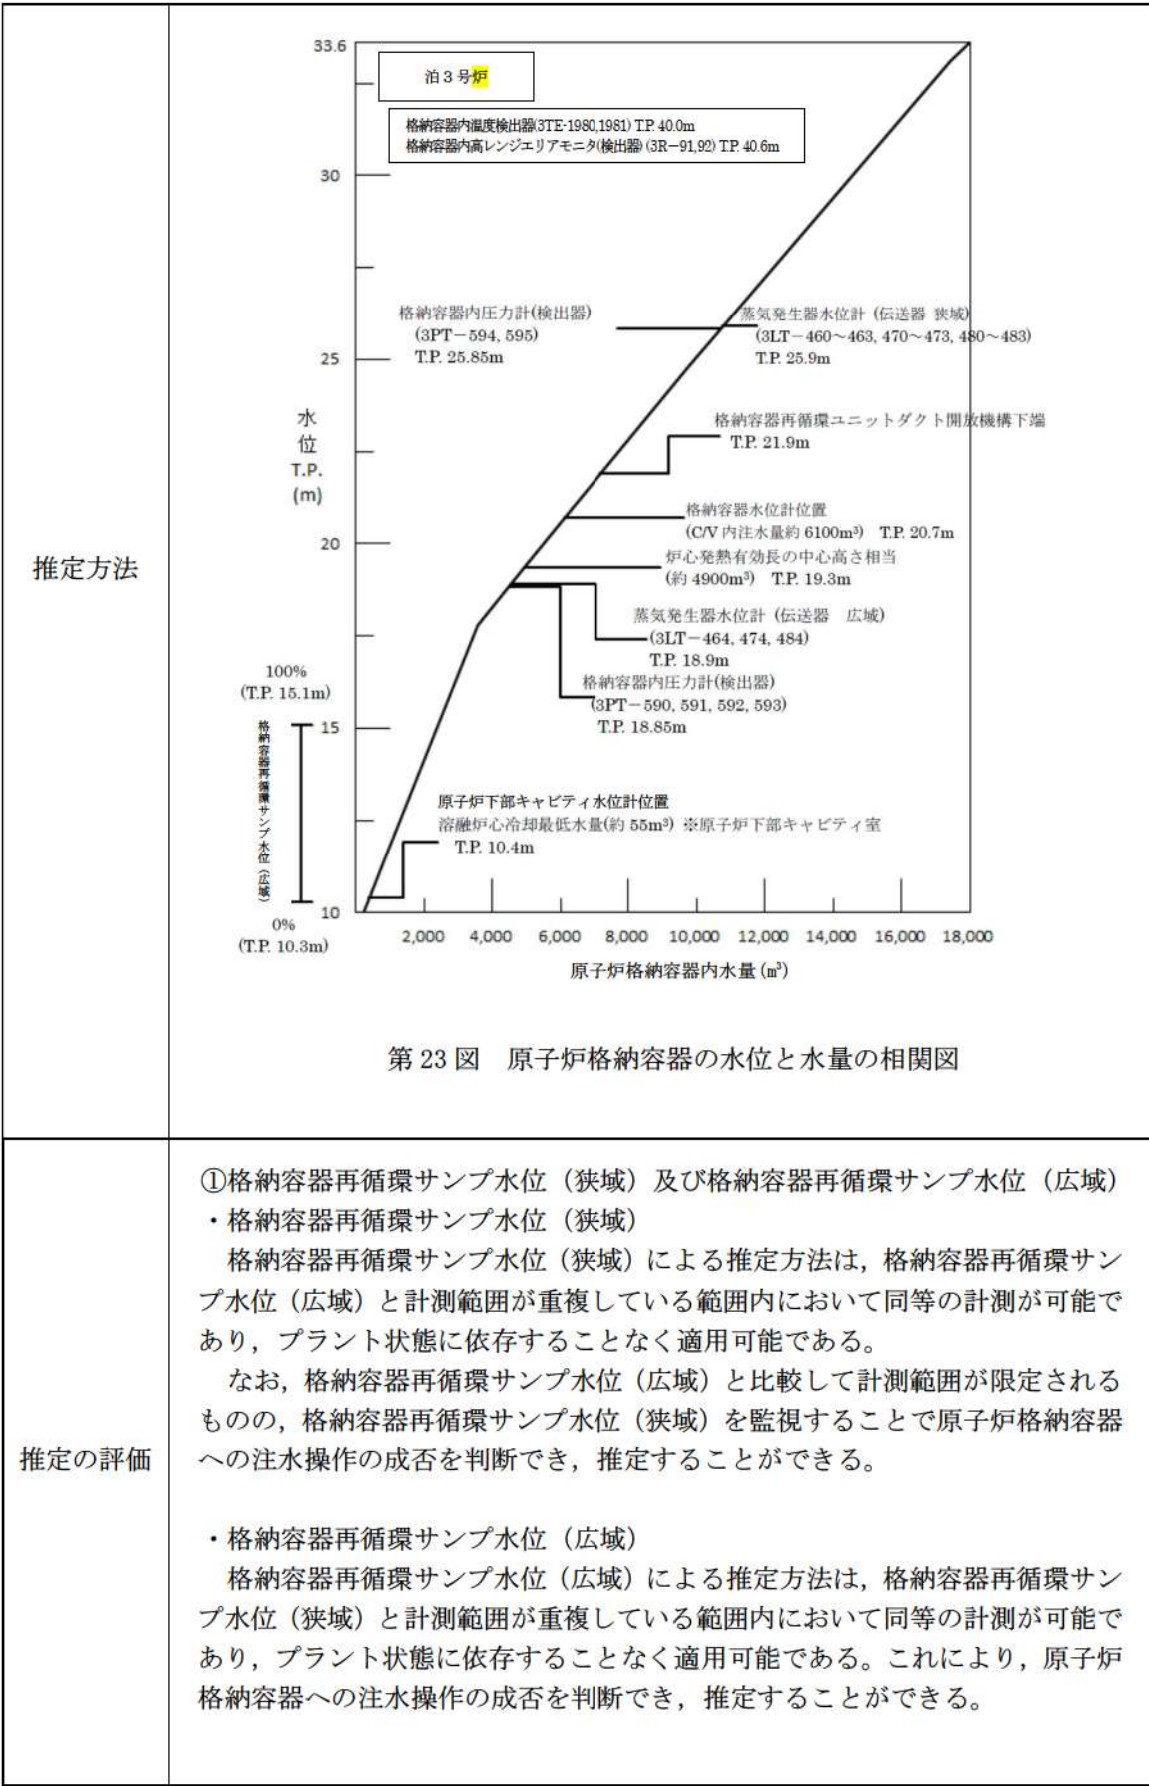 推定方法
33.6
泊3号炉
格納容器内温度検出器(3TE-1980,1981) T.P. 40.0m
格納容器内高レンジエリアモニタ(検出器) (3R－91,92) T.P. 40.6m
30
格納容器内圧力計(検出器)
(3PT－594, 595)
T.P. 25.85m
蒸気発生器水位計 (伝送器 狭域)
(3LT－460～463, 470～473, 480～483)
T.P. 25.9m
25
水
位
T.P.
(m)
格納容器再循環ユニットダクト開放機構下端
T.P. 21.9m
格納容器水位計位置
(C/V 内注水量約 6100m³)　T.P. 20.7m
20
炉心発熱有効長の中心高さ相当
(約 4900m³)　T.P. 19.3m
蒸気発生器水位計 (伝送器　広域)
(3LT－464, 474, 484)
T.P. 18.9m
格納容器内圧力計(検出器)
(3PT－590, 591, 592, 593)
T.P. 18.85m
100%
(T.P. 15.1m)
15
格納容器再循環サンプ水位（広域）
原子炉下部キャビティ水位計位置
溶融炉心冷却最低水量(約 55m³) ※原子炉下部キャビティ室
T.P. 10.4m
10
0%
(T.P. 10.3m)
2,000 4,000 6,000 8,000 10,000 12,000 14,000 16,000 18,000
原子炉格納容器内水量 (m³)
第 23 図　原子炉格納容器の水位と水量の相関図
推定の評価
①格納容器再循環サンプ水位（狭域）及び格納容器再循環サンプ水位（広域）
・格納容器再循環サンプ水位（狭域）
格納容器再循環サンプ水位（狭域）による推定方法は，格納容器再循環サン
プ水位（広域）と計測範囲が重複している範囲内において同等の計測が可能で
あり，プラント状態に依存することなく適用可能である。
なお，格納容器再循環サンプ水位（広域）と比較して計測範囲が限定される
ものの，格納容器再循環サンプ水位（狭域）を監視することで原子炉格納容器
への注水操作の成否を判断でき，推定することができる。
・格納容器再循環サンプ水位（広域）
格納容器再循環サンプ水位（広域）による推定方法は，格納容器再循環サン
プ水位（狭域）と計測範囲が重複している範囲内において同等の計測が可能で
あり，プラント状態に依存することなく適用可能である。これにより，原子炉
格納容器への注水操作の成否を判断でき，推定することができる。